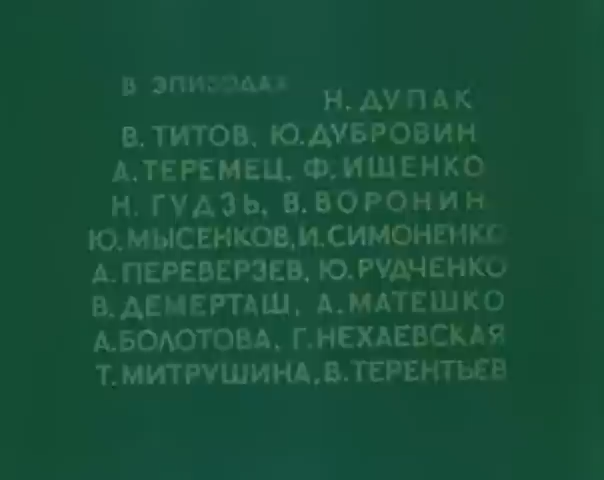 В ЭПИЗОДАХ
Н. ДУПАК
В. ТИТОВ, Ю. ДУБРОВИН
А. ТЕРЕМЕЦ, Ф. ИЩЕНКО
Н. ГУДЗЬ, В. ВОРОНИН
Ю. МЫСЕНКОВ, И. СИМОНЕНКО
А. ПЕРЕВЕРЗЕВ, Ю. РУДЧЕНКО
В. ДЕМЕРТАШ, А. МАТЕШКО
А. БОЛОТОВА, Г. НЕХАЕВСКАЯ
Т. МИТРУШИНА, В. ТЕРЕНТЬЕВ